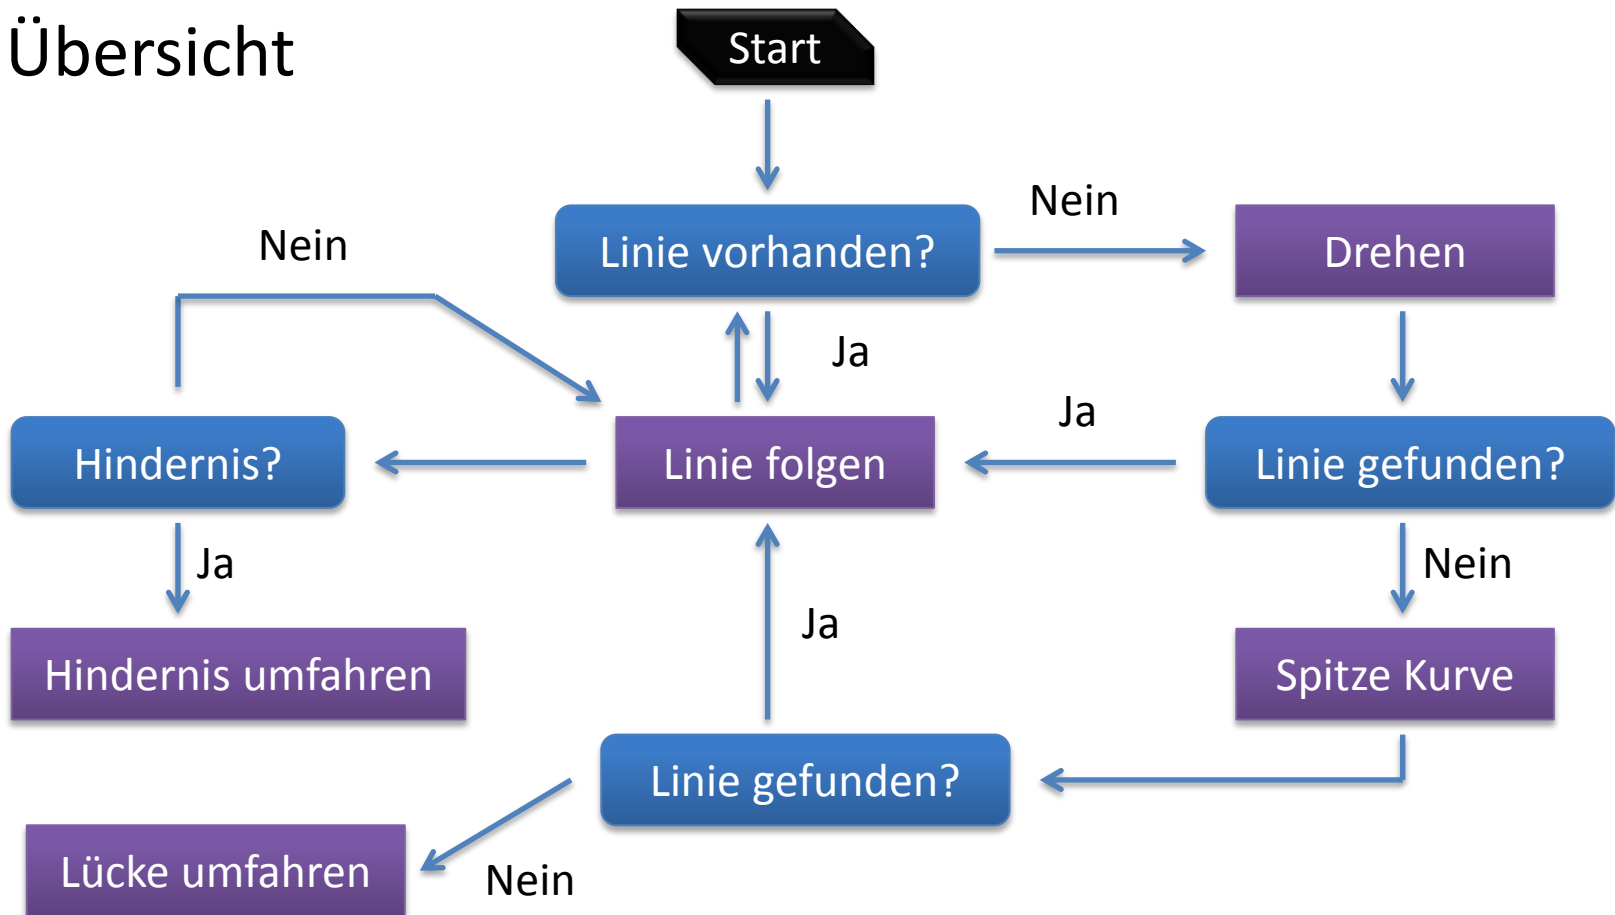 Übersicht
Start
Nein
Linie vorhanden?
Nein
Drehen
Ja
Hindernis?
Linie folgen
Ja
Linie gefunden?
Ja
Nein
Hindernis umfahren
Ja
Spitze Kurve
Linie gefunden?
Lücke umfahren
Nein